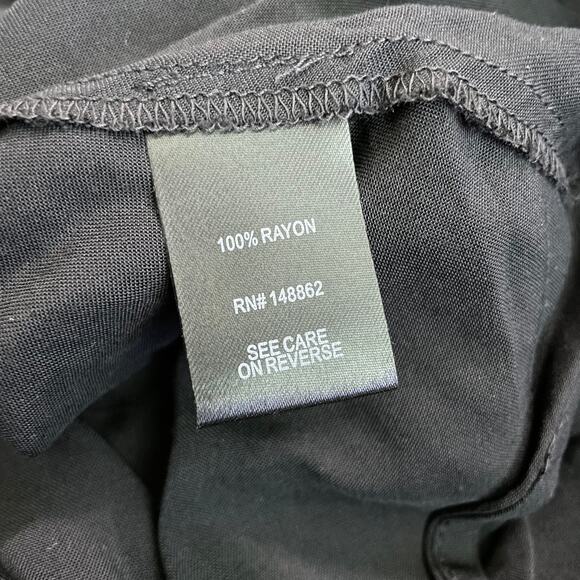 100% RAYON
RN# 148862
SEE CARE
ON REVERSE